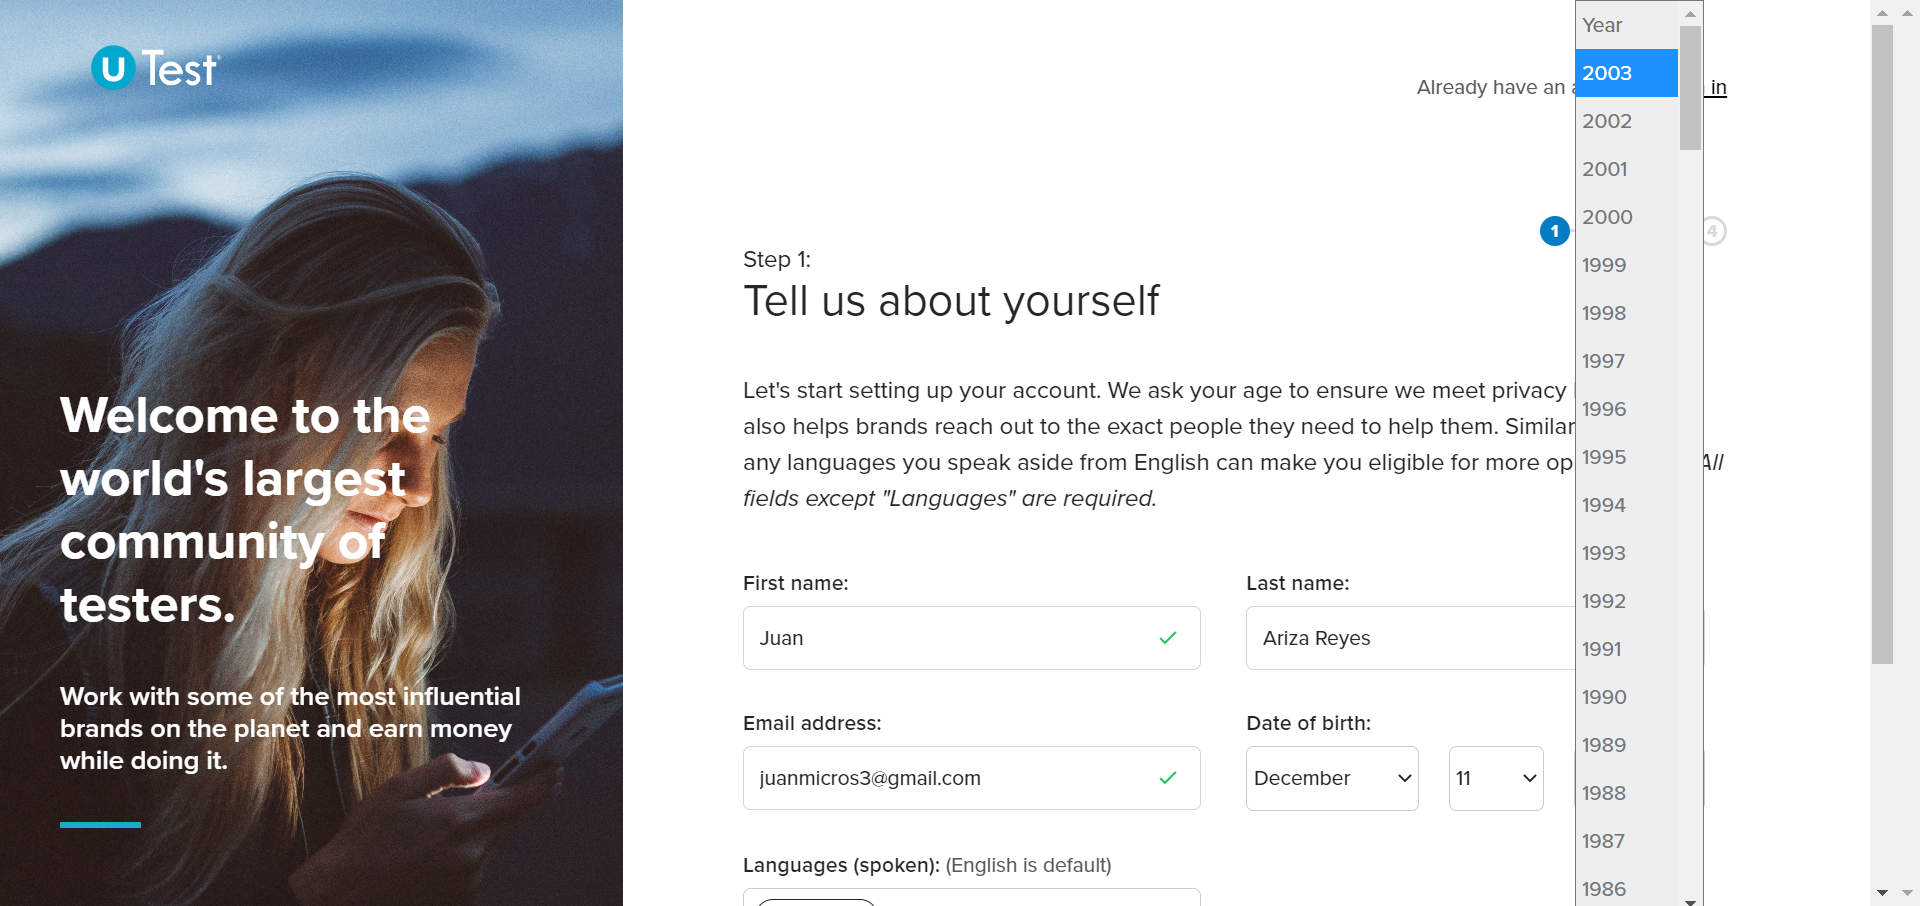 u Test
Welcome to the
world's largest
community of
testers.
Work with some of the most influential
brands on the planet and earn money
while doing it.
Already have an
in
1
4
Step 1:
Tell us about yourself
Let's start setting up your account. We ask your age to ensure we meet privacy
also helps brands reach out to the exact people they need to help them.
any languages you speak aside from English can make you eligible for more
All
fields except "Languages" are required.
First name:
Last name:
Juan
Ariza Reyes
Email address:
Date of birth:
juanmicros3@gmail.com
December
11
Languages (spoken): (English is default)
Year
2003
2002
2001
2000
1999
1998
1997
1996
1995
1994
1993
1992
1991
1990
1989
1988
1987
1986